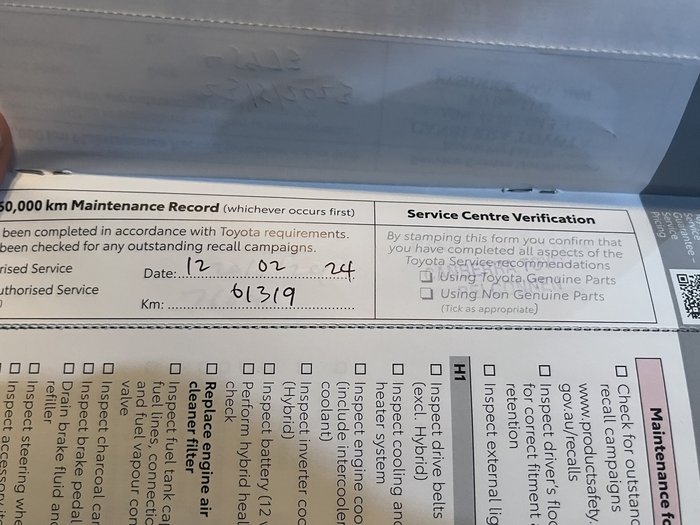 60,000 km Maintenance Record (whichever occurs first)
been completed in accordance with Toyota requirements.
been checked for any outstanding recall campaigns.
rised Service
Date: 12 02 24
uthorised Service
Km: 61319
Service Centre Verification
By stamping this form you confirm that
you have completed all aspects of the
Toyota Service recommendations
☐ Using Toyota Genuine Parts
☐ Using Non Genuine Parts
(Tick as appropriate)
Maintenance fo
☐ Check for outstan
recall campaigns
www.productsafety
gov.au/recalls
☐ Inspect driver's floo
for correct fitment a
retention
☐ Inspect external lig
H1
☐ Inspect drive belts
(excl. Hybrid)
☐ Inspect cooling and
heater system
☐ Inspect engine coo
(include intercooler
coolant)
☐ Inspect inverter coo
(Hybrid)
☐ Inspect battery (12 v
☐ Perform hybrid heal
check
☐ Replace engine air
cleaner filter
☐ Inspect fuel tank ca
fuel lines, connectio
and fuel vapour con
valve
☐ Inspect charcoal car
☐ Inspect brake pedal
☐ Drain brake fluid and
refiller
☐ Inspect steering whe
☐ Inspect accessory it